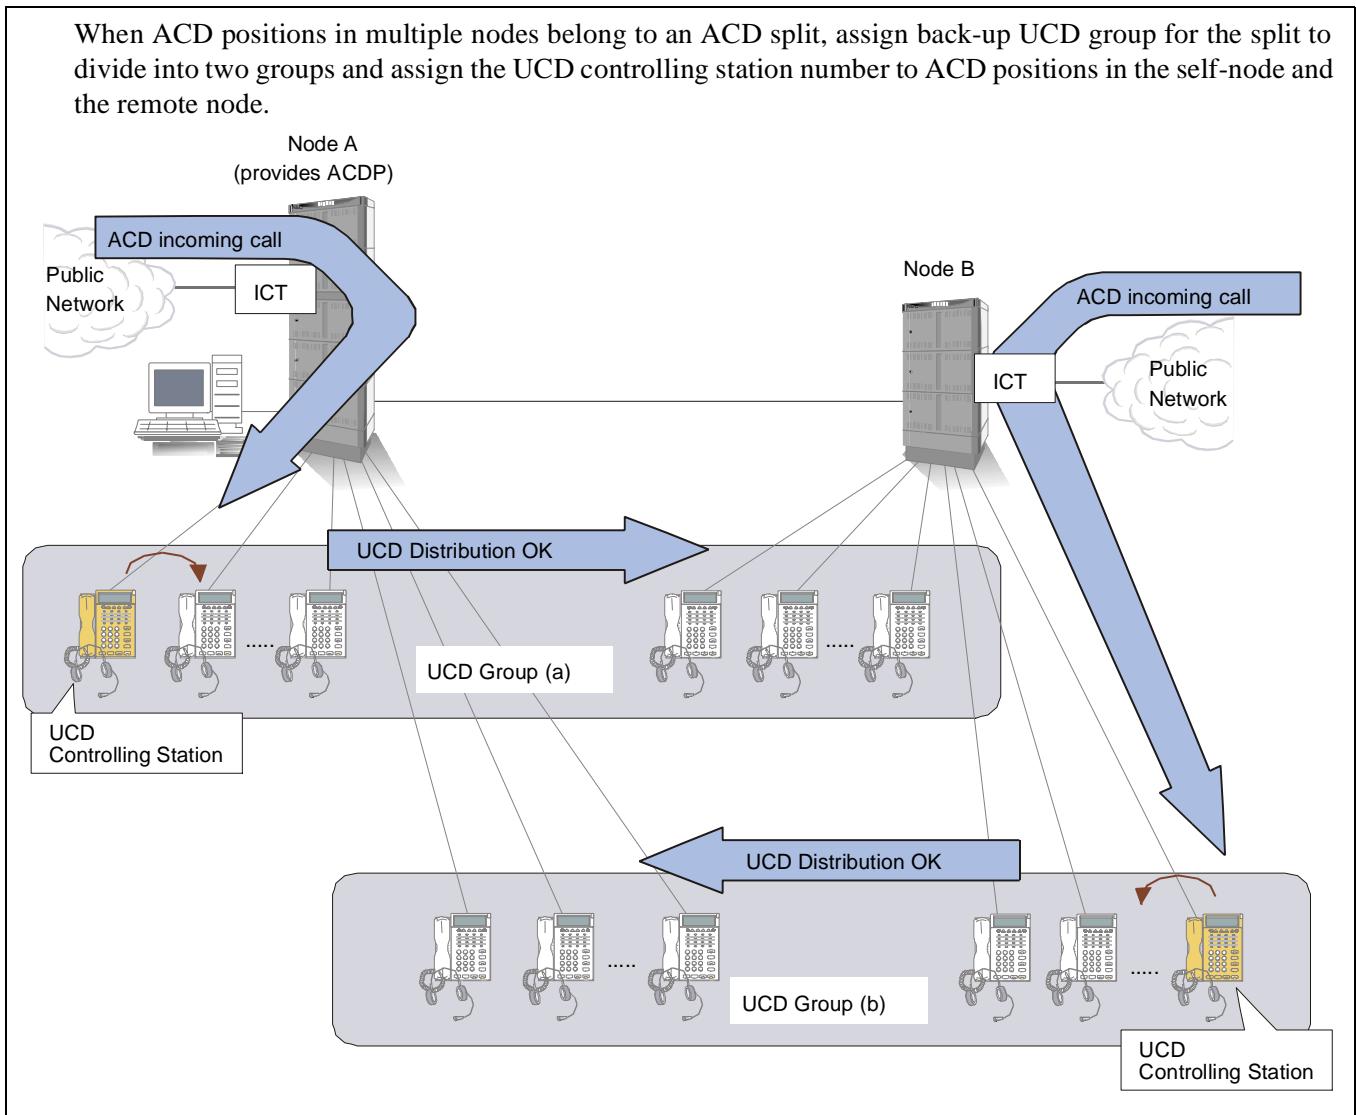 When ACD positions in multiple nodes belong to an ACD split, assign back-up UCD group for the split to
divide into two groups and assign the UCD controlling station number to ACD positions in the self-node and
the remote node.
Node A
(provides ACDP)
ACD incoming call
Public
Network
ICT
Node B
ACD incoming call
ICT
Public
Network
UCD Distribution OK
.....
.....
UCD Group (a)
UCD
Controlling Station
UCD Distribution OK
.....
.....
UCD Group (b)
UCD
Controlling Station